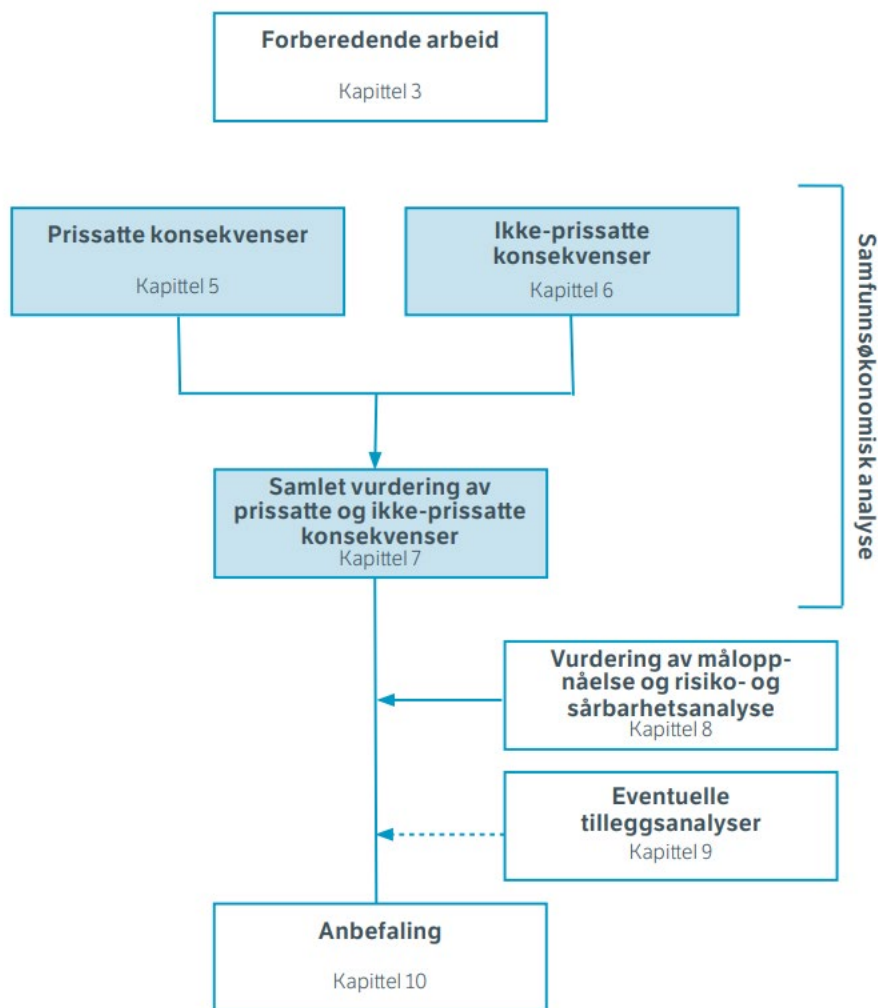 Forberedende arbeid
Kapittel 3
Prissatte konsekvenser
Kapittel 5
Ikke-prissatte
konsekvenser
Kapittel 6
Samfunnsøkonomisk analyse
Samlet vurdering av
prissatte og ikke-prissatte
konsekvenser
Kapittel 7
Vurdering av målopp-
nåelse og risiko- og
sårbarhetsanalyse
Kapittel 8
Eventuelle
tilleggsanalyser
Kapittel 9
Anbefaling
Kapittel 10